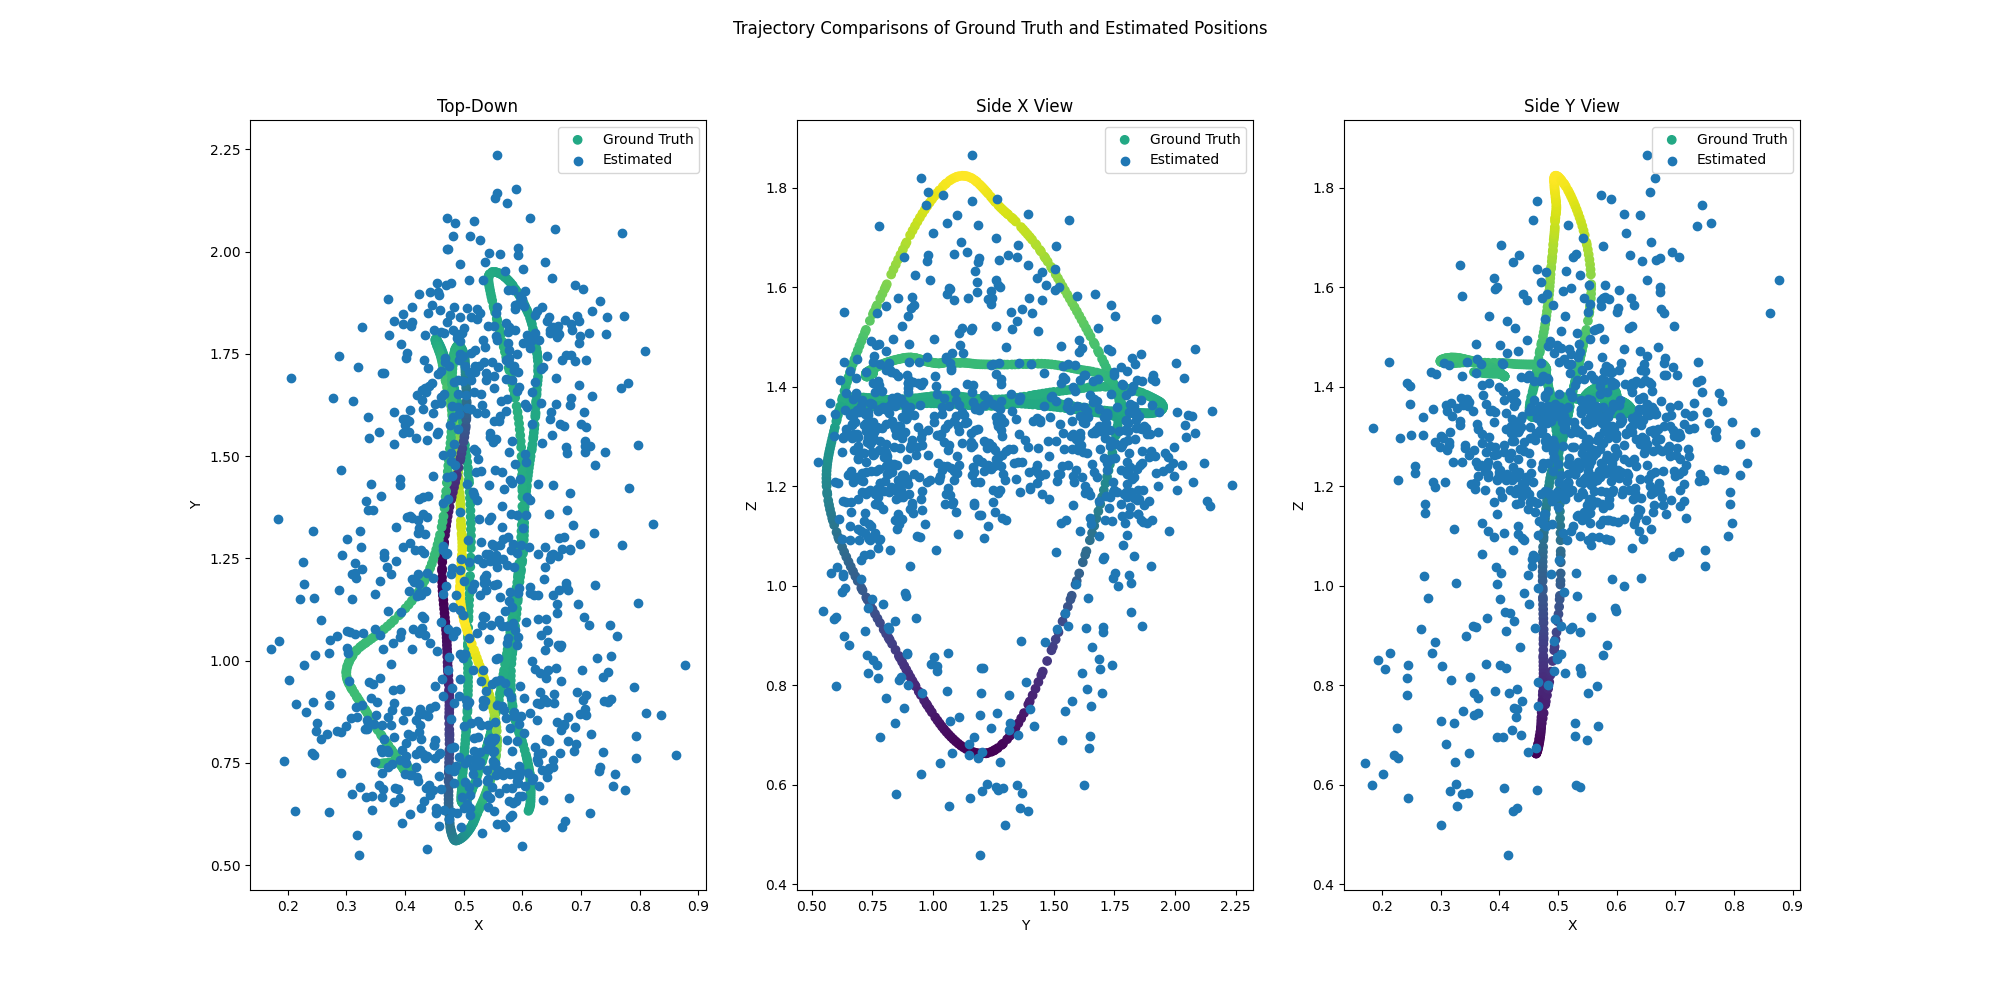 Trajectory Comparisons of Ground Truth and Estimated Positions
Top-Down
Ground Truth
Estimated
2.25
2.00
1.75
1.50
1.25
1.00
0.75
0.50
Y
0.2 0.3 0.4 0.5 0.6 0.7 0.8 0.9
X
Side X View
Ground Truth
Estimated
1.8
1.6
1.4
1.2
1.0
0.8
0.6
0.4
Z
0.50 0.75 1.00 1.25 1.50 1.75 2.00 2.25
Y
Side Y View
Ground Truth
Estimated
1.8
1.6
1.4
1.2
1.0
0.8
0.6
0.4
Z
0.2 0.3 0.4 0.5 0.6 0.7 0.8 0.9
X